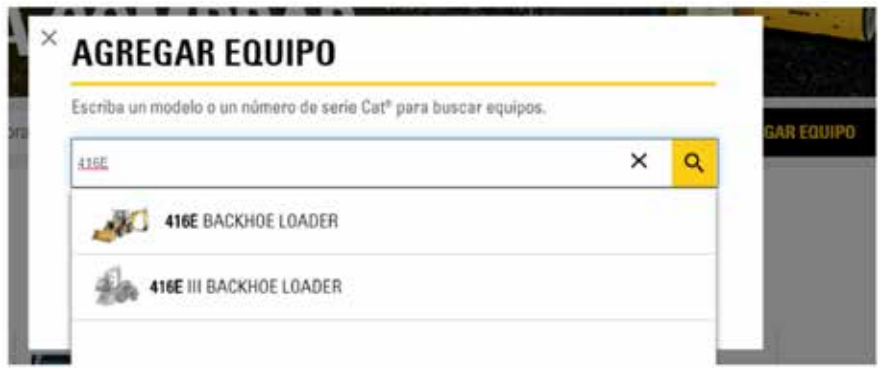 AGREGAR EQUIPO
Escriba un modelo o un número de serie Cat® para buscar equipos.
GAR EQUIPO
416E
416E BACKHOE LOADER
416E III BACKHOE LOADER